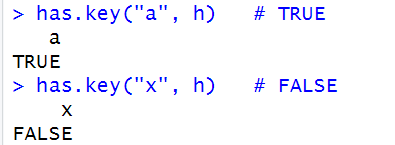 > has.key("a", h)   # TRUE
   a
TRUE
> has.key("x", h)   # FALSE
    x
FALSE